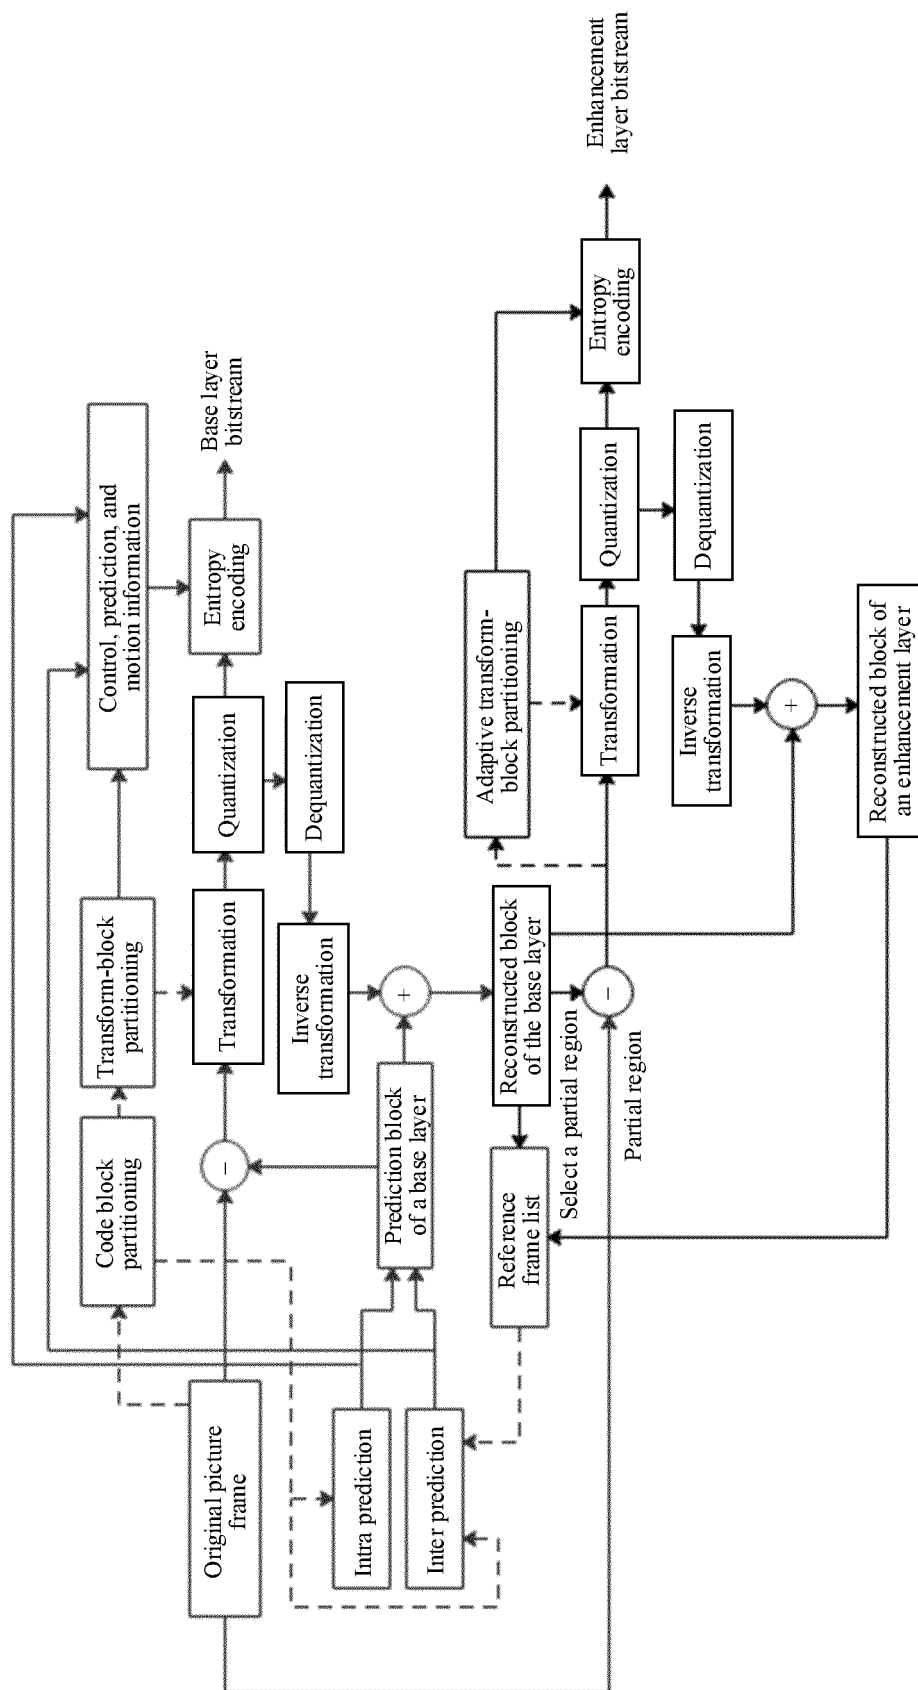 Original picture
frame
Code block
partitioning
Transform-block
partitioning
Control, prediction, and
motion information
−
Transformation
Quantization
Entropy
encoding
Base layer
bitstream
Dequantization
Inverse
transformation
Intra prediction
Inter prediction
Prediction block
of a base layer
+
Reference
frame list
Reconstructed block
of the base layer
Select a partial region
Partial region
−
Adaptive transform-
block partitioning
Transformation
Quantization
Entropy
encoding
Enhancement
layer bitstream
Dequantization
Inverse
transformation
+
Reconstructed block of
an enhancement layer